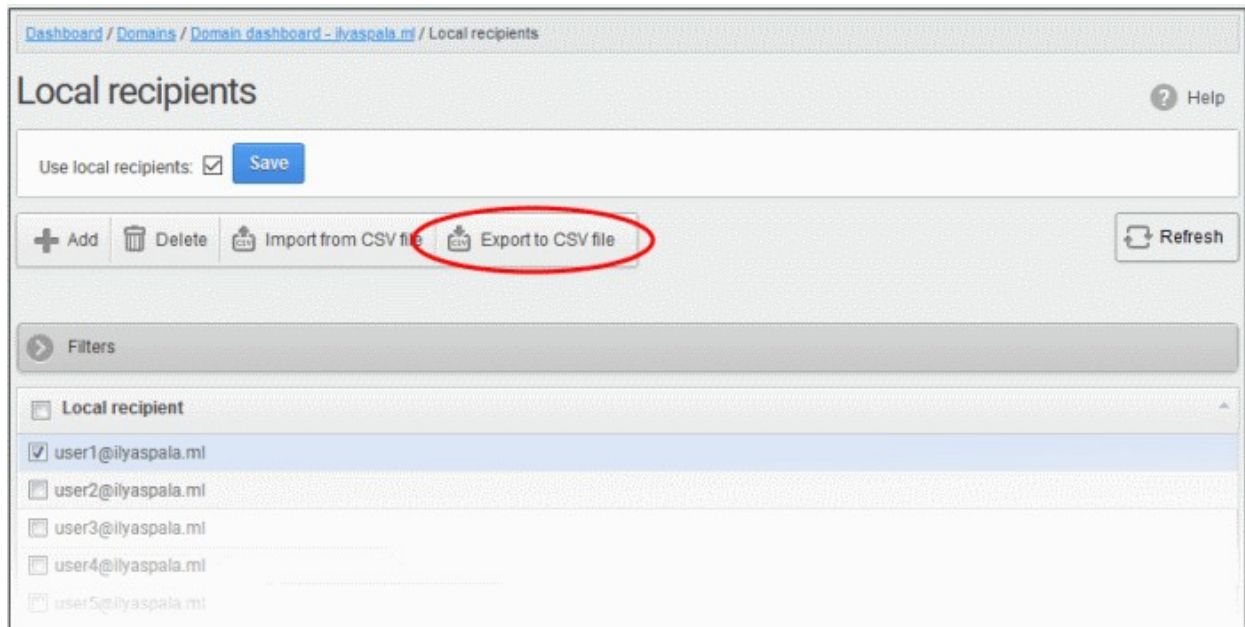 Dashboard / Domains / Domain dashboard - ilyaspala.ml / Local recipients
Local recipients
Help
Use local recipients: Save
Add Delete Import from CSV file Export to CSV file Refresh
Filters
Local recipient
user1@ilyaspala.ml
user2@ilyaspala.ml
user3@ilyaspala.ml
user4@ilyaspala.ml
user5@ilyaspala.ml